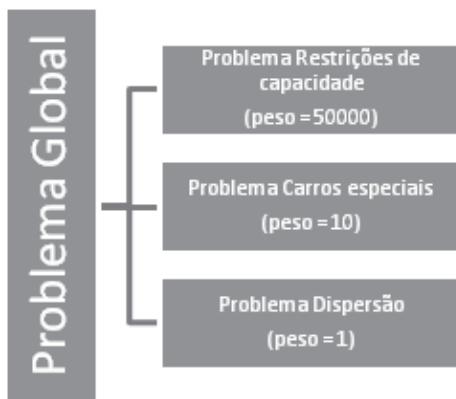 Problema Global
Problema Restrições de
capacidade
(peso =50000)
Problema Carros especiais
(peso =10)
Problema Dispersão
(peso =1)